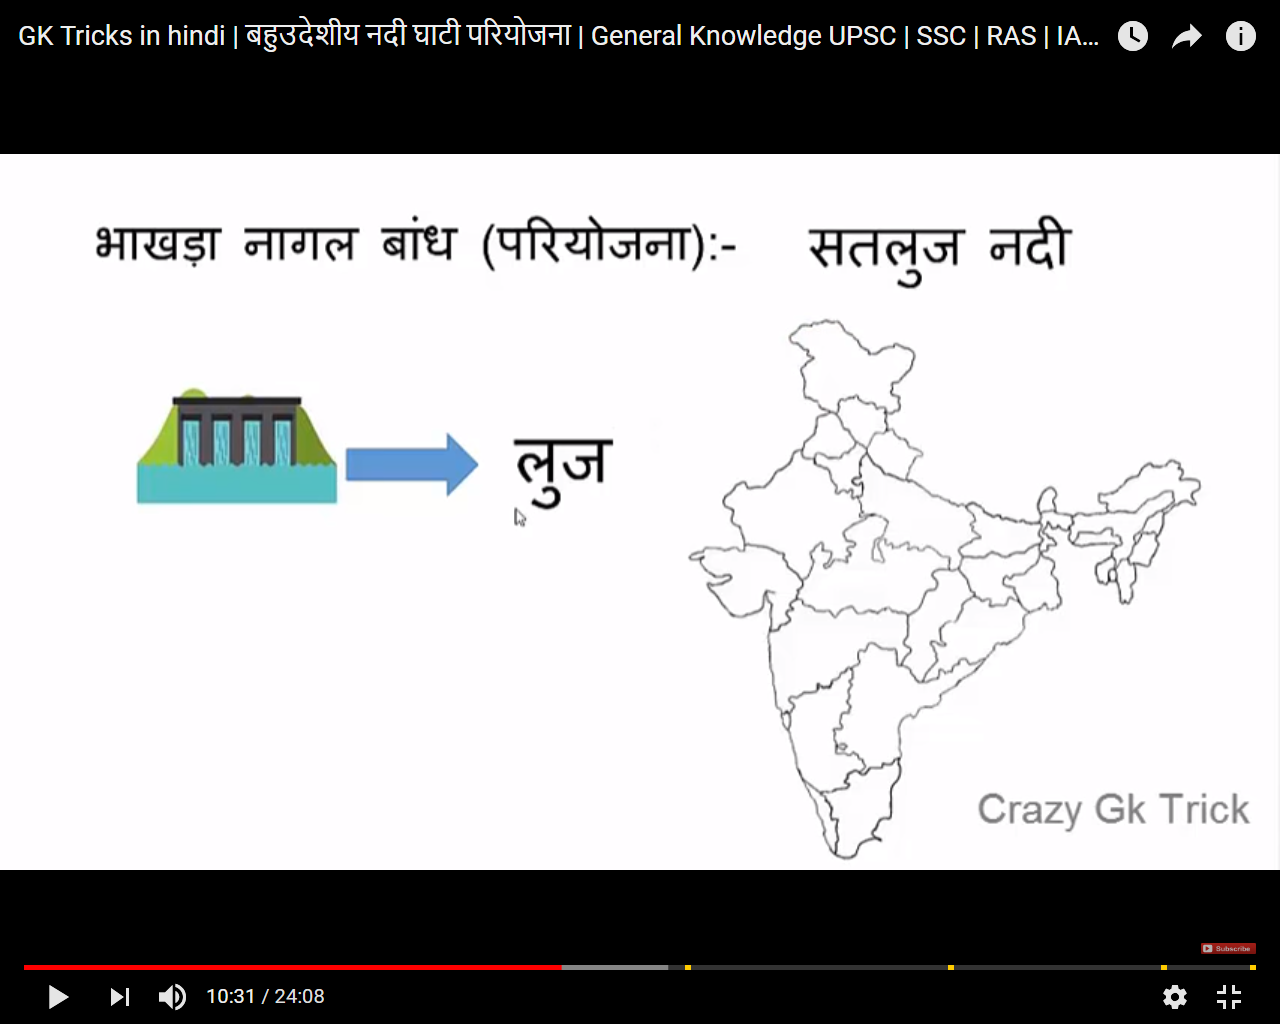 GK Tricks in hindi | बहुउदेशीय नदी घाटी परियोजना | General Knowledge UPSC | SSC | RAS | IA...
भाखड़ा नागल बांध (परियोजना):- सतलुज नदी
लुज
Crazy Gk Trick
Subscribe
10:31 / 24:08